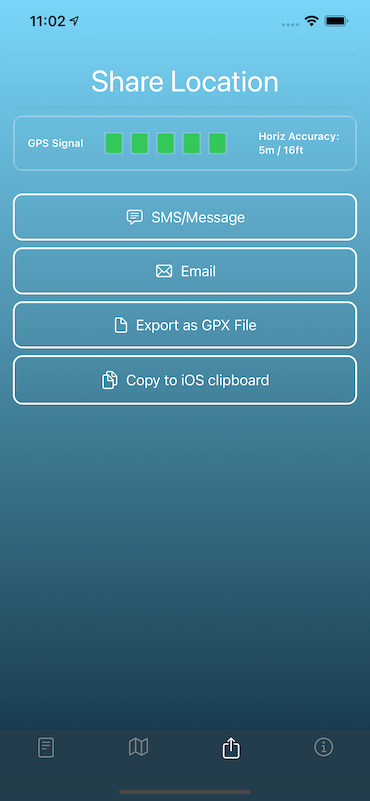 11:02
Share Location
GPS Signal
Horiz Accuracy:
5m / 16ft
SMS/Message
Email
Export as GPX File
Copy to iOS clipboard